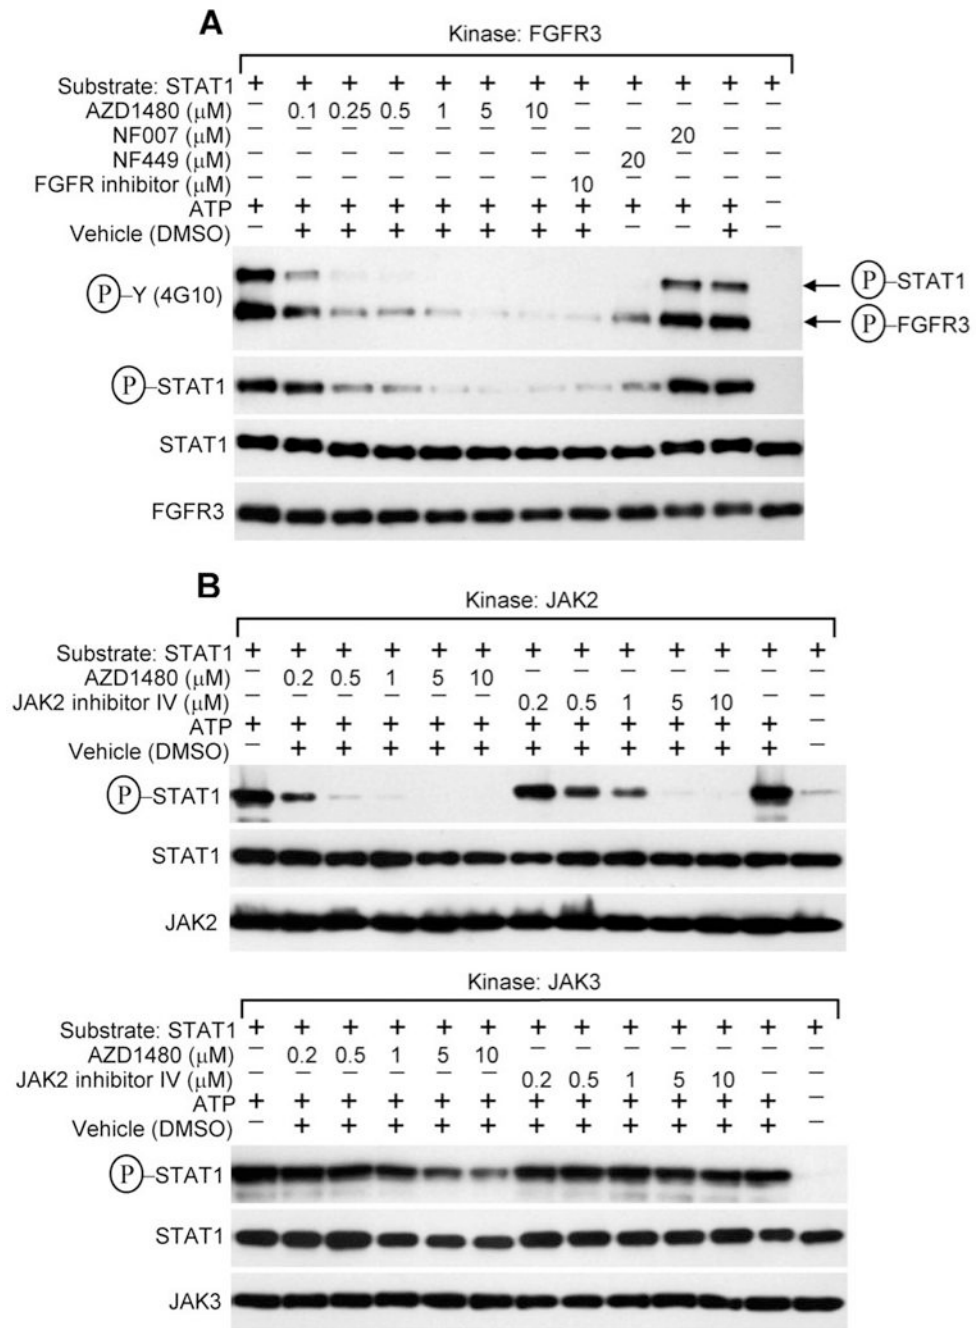 A
Kinase: FGFR3
Substrate: STAT1 + + + + + + + + + + + +
AZD1480 (μM) – 0.1 0.25 0.5 1 5 10 – – – – –
NF007 (μM) – – – – – – – – – 20 – –
NF449 (μM) – – – – – – – – 20 – – –
FGFR inhibitor (μM) – – – – – – – 10 – – – –
ATP + + + + + + + + + + + –
Vehicle (DMSO) – + + + + + + + – – + –
P–Y (4G10)
P–STAT1
P–FGFR3
P–STAT1
STAT1
FGFR3
B
Kinase: JAK2
Substrate: STAT1 + + + + + + + + + + + + +
AZD1480 (μM) – 0.2 0.5 1 5 10 – – – – – – –
JAK2 inhibitor IV (μM) – – – – – – 0.2 0.5 1 5 10 – –
ATP + + + + + + + + + + + + –
Vehicle (DMSO) – + + + + + + + + + + + –
P–STAT1
STAT1
JAK2
Kinase: JAK3
Substrate: STAT1 + + + + + + + + + + + + +
AZD1480 (μM) – 0.2 0.5 1 5 10 – – – – – – –
JAK2 inhibitor IV (μM) – – – – – – 0.2 0.5 1 5 10 – –
ATP + + + + + + + + + + + + –
Vehicle (DMSO) – + + + + + + + + + + + –
P–STAT1
STAT1
JAK3